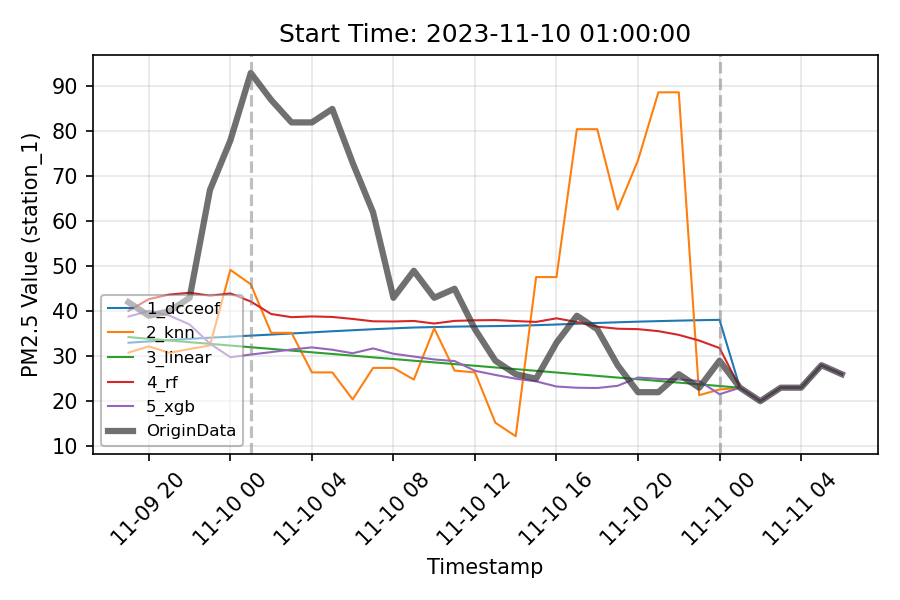 Start Time: 2023-11-10 01:00:00
PM2.5 Value (station_1)
90
80
70
60
50
40
30
20
10
1_dcceof
2_knn
3_linear
4_rf
5_xgb
OriginData
11-09 20
11-10 00
11-10 04
11-10 08
11-10 12
11-10 16
11-10 20
11-11 00
11-11 04
Timestamp